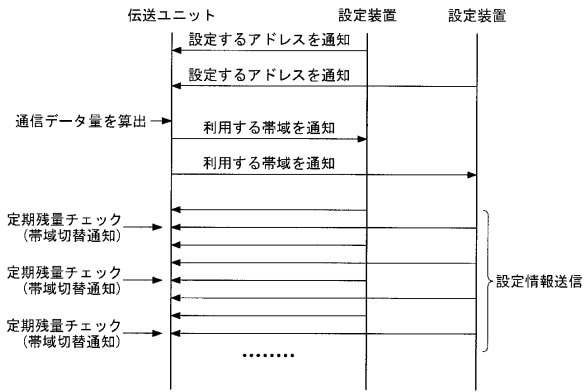 伝送ユニット
設定装置
設定装置
設定するアドレスを通知
設定するアドレスを通知
通信データ量を算出
利用する帯域を通知
利用する帯域を通知
定期残量チェック
(帯域切替通知)
定期残量チェック
(帯域切替通知)
設定情報送信
定期残量チェック
(帯域切替通知)
········